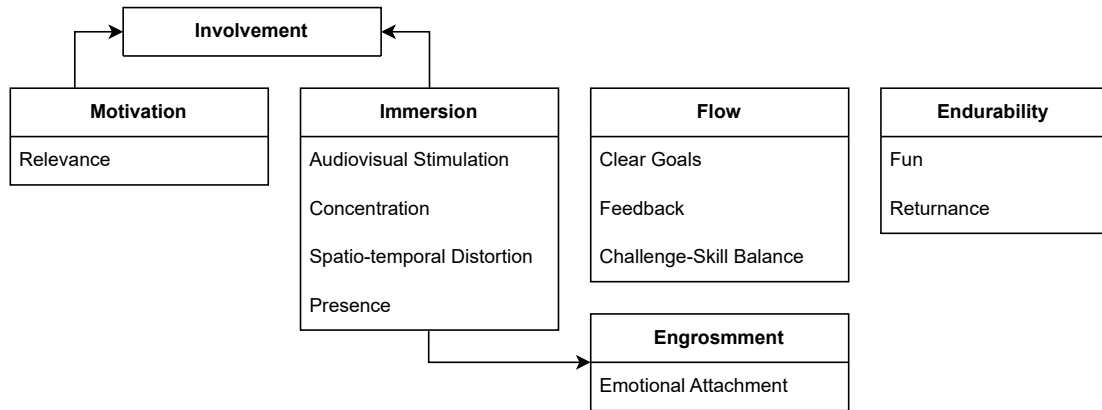 Involvement
Motivation
Relevance
Immersion
Audiovisual Stimulation
Concentration
Spatio-temporal Distortion
Presence
Flow
Clear Goals
Feedback
Challenge-Skill Balance
Endurability
Fun
Returnance
Engrosmment
Emotional Attachment